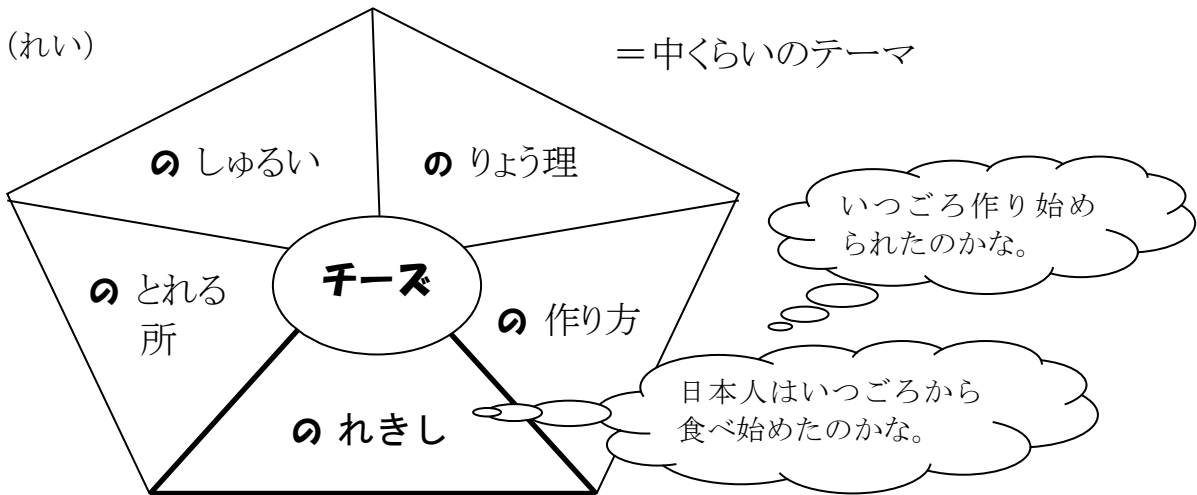 (れい)
＝中くらいのテーマ
の しゅるい
の りょう理
いつごろ作り始め
られたのかな。
チーズ
の とれる
所
の 作り方
日本人はいつごろから
食べ始めたのかな。
の れきし